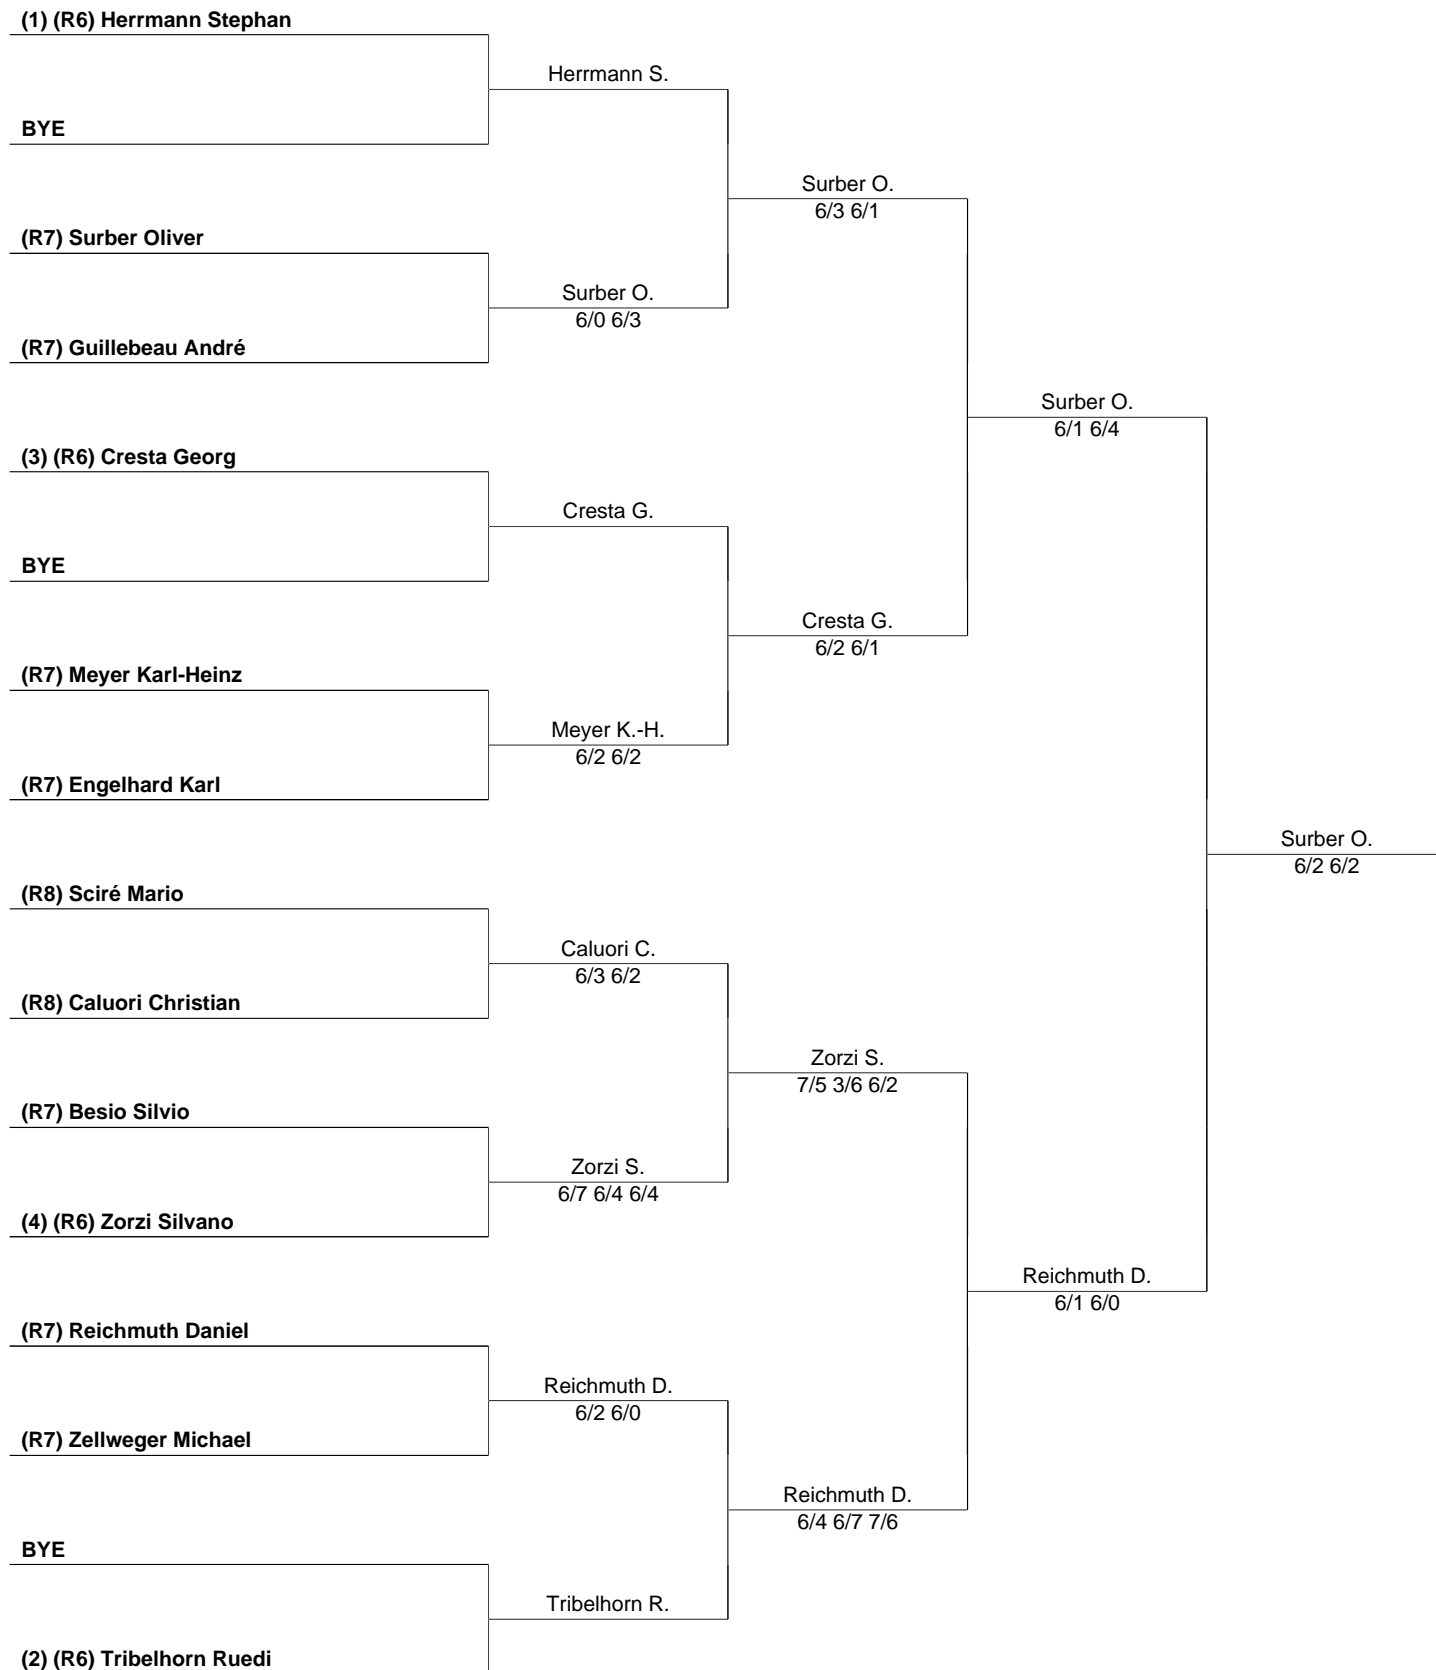 (1) (R6) Herrmann Stephan
Herrmann S.
BYE
Surber O.
6/3 6/1
(R7) Surber Oliver
Surber O.
6/0 6/3
(R7) Guillebeau André
Surber O.
6/1 6/4
(3) (R6) Cresta Georg
Cresta G.
BYE
Cresta G.
6/2 6/1
(R7) Meyer Karl-Heinz
Meyer K.-H.
6/2 6/2
(R7) Engelhard Karl
Surber O.
6/2 6/2
(R8) Sciré Mario
Caluori C.
6/3 6/2
(R8) Caluori Christian
Zorzi S.
7/5 3/6 6/2
(R7) Besio Silvio
Zorzi S.
6/7 6/4 6/4
(4) (R6) Zorzi Silvano
Reichmuth D.
6/1 6/0
(R7) Reichmuth Daniel
Reichmuth D.
6/2 6/0
(R7) Zellweger Michael
Reichmuth D.
6/4 6/7 7/6
BYE
Tribelhorn R.
(2) (R6) Tribelhorn Ruedi